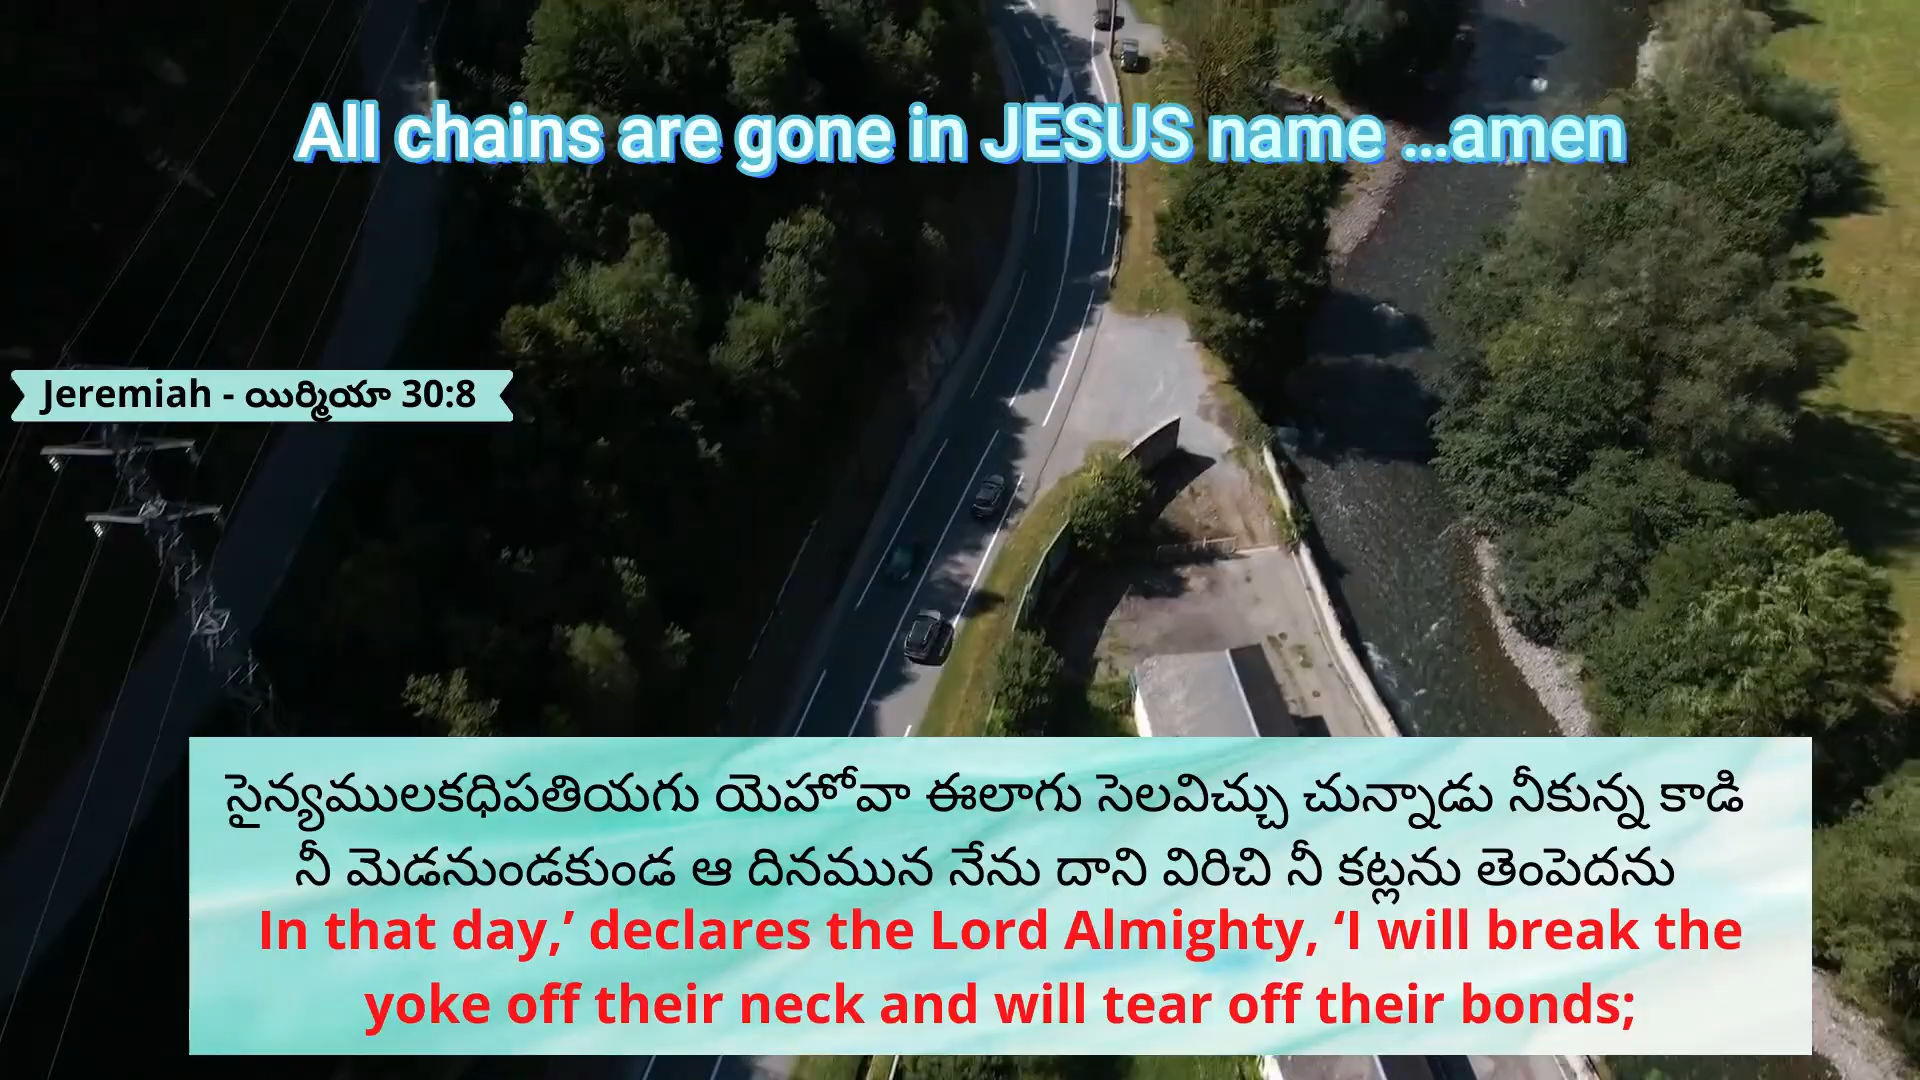 All chains are gone in JESUS name ...amen
Jeremiah - యిర్మియా 30:8
సైన్యములకధిపతియగు యెహోవా ఈలాగు సెలవిచ్చు చున్నాడు నీకున్న కాడి
నీ మెడనుండకుండ ఆ దినమున నేను దాని విరిచి నీ కట్లను తెంపెదను
In that day,’ declares the Lord Almighty, ‘I will break the
yoke off their neck and will tear off their bonds;